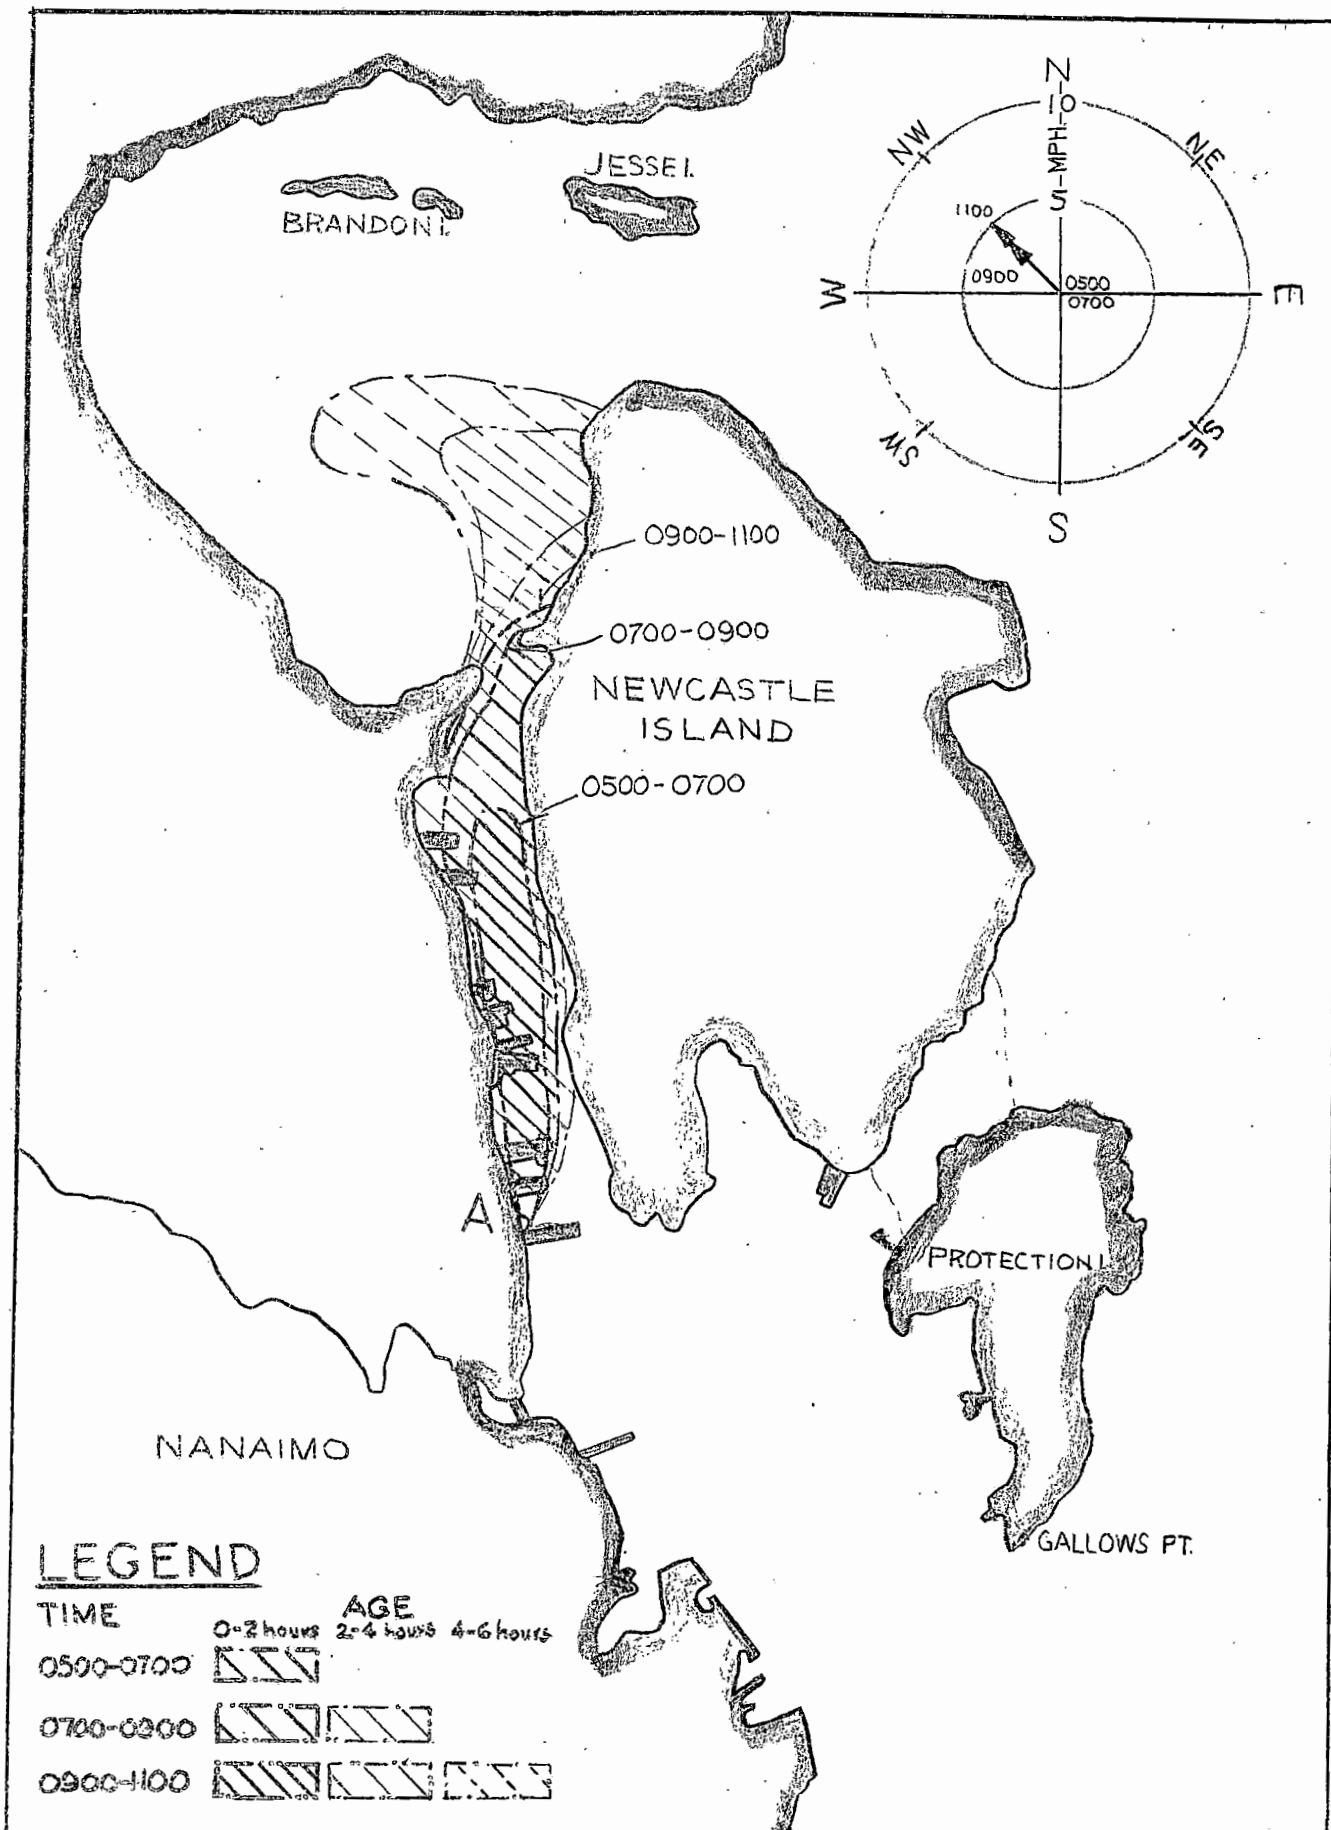 N
10
MPH
5
NW
NE
1100
0900
0500
0700
W
E
SW
SE
S
JESSE I.
BRANDON I.
0900-1100
0700-0900
NEWCASTLE
ISLAND
0500-0700
A
PROTECTION I.
NANAIMO
GALLOWS PT.
LEGEND
TIME
AGE
0-2 hours 2-4 hours 4-6 hours
0500-0700
0700-0900
0900-1100